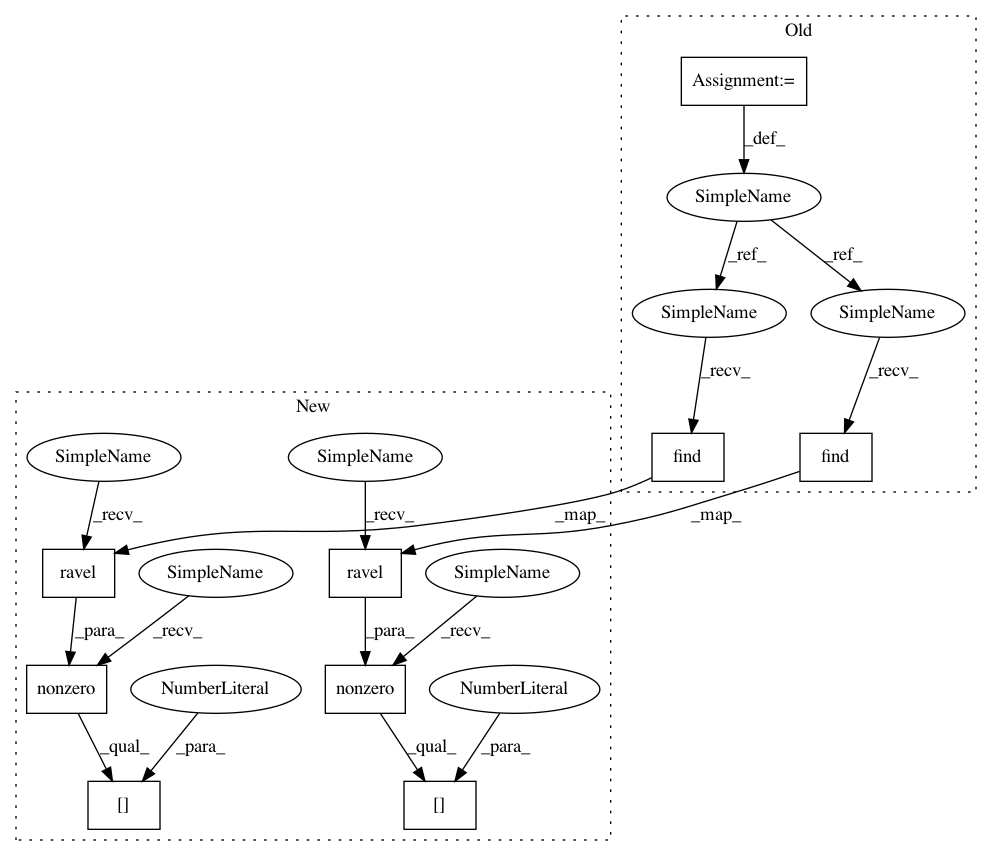 Old
Assignment:=
_def_
SimpleName
_ref_ _ref_
SimpleName SimpleName
_recv_ _recv_
find find
New
SimpleName SimpleName
_recv_ _recv_ _map_ _map_
ravel SimpleName ravel SimpleName
_para_ _recv_ _para_ _recv_
nonzero NumberLiteral nonzero NumberLiteral
_qual_ _para_ _qual_ _para_
[] []